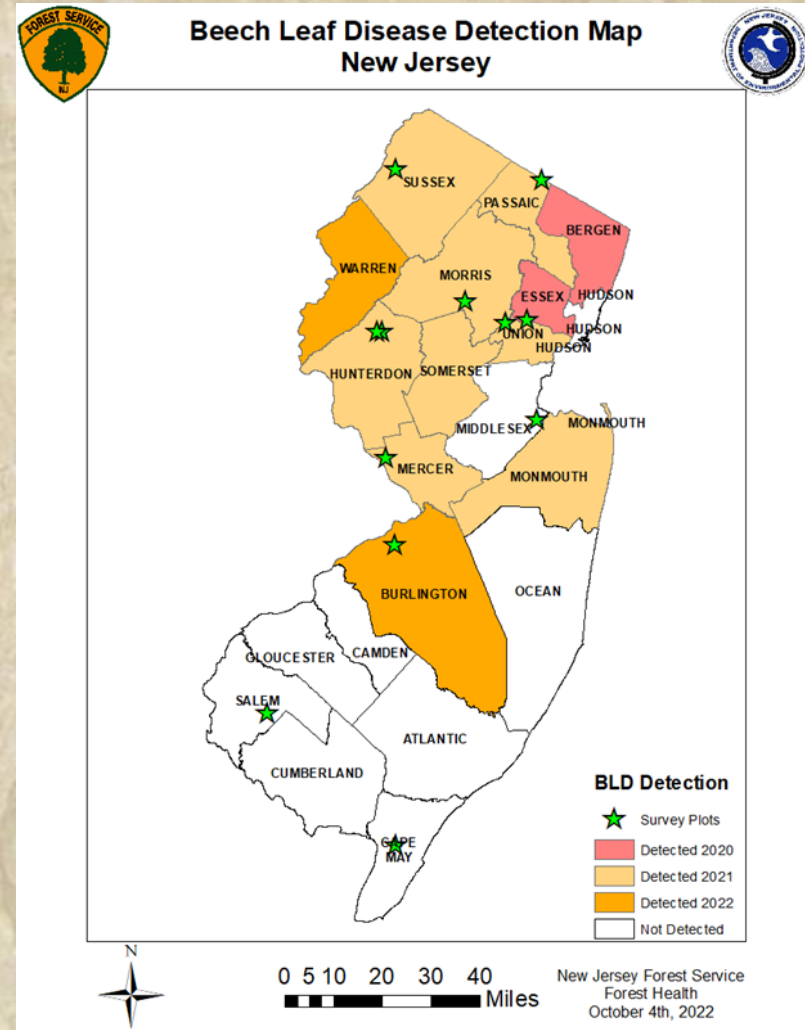 FOREST SERVICE
NJ
Beech Leaf Disease Detection Map
New Jersey
SUSSEX
PASSAIC
BERGEN
WARREN
MORRIS
ESSEX
HUDSON
HUDSON
UNION
HUDSON
HUNTERDON
SOMERSET
MIDDLESEX
MONMOUTH
MERCER
MONMOUTH
BURLINGTON
OCEAN
CAMDEN
GLOUCESTER
SALEM
ATLANTIC
CUMBERLAND
CAPE
MAY
BLD Detection
Survey Plots
Detected 2020
Detected 2021
Detected 2022
Not Detected
N
0 5 10 20 30 40
Miles
New Jersey Forest Service
Forest Health
October 4th, 2022